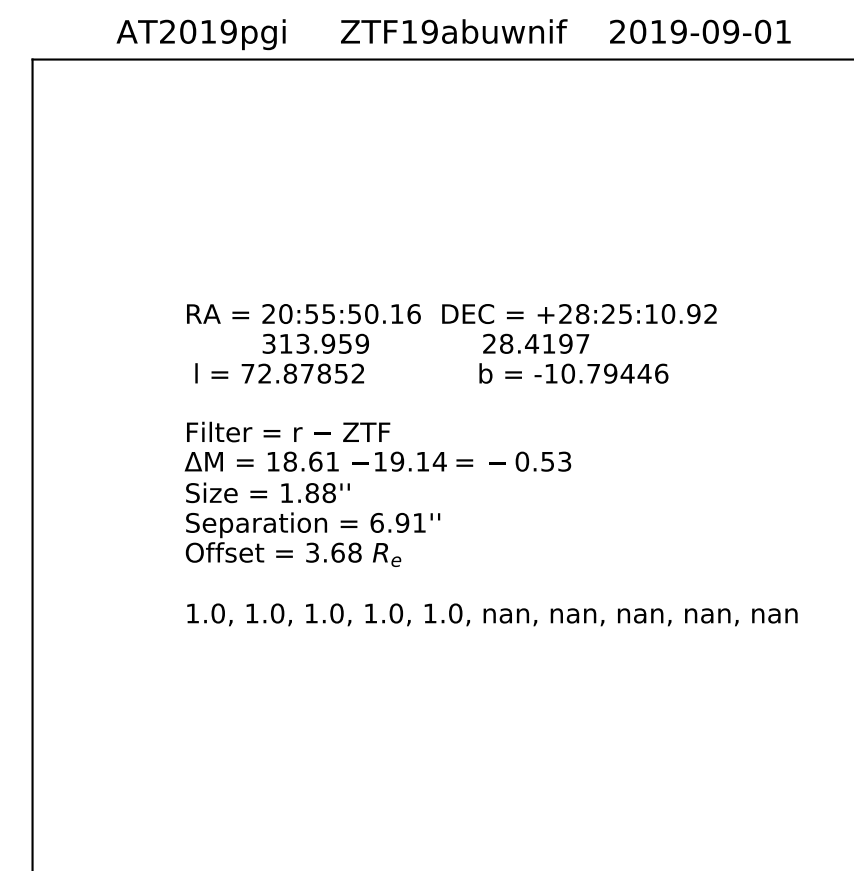 AT2019pgi ZTF19abuwnif 2019-09-01
RA = 20:55:50.16 DEC = +28:25:10.92
313.959 28.4197
l = 72.87852 b = -10.79446
Filter = r − ZTF
ΔM = 18.61 −19.14 = − 0.53
Size = 1.88''
Separation = 6.91''
Offset = 3.68 Re
1.0, 1.0, 1.0, 1.0, 1.0, nan, nan, nan, nan, nan